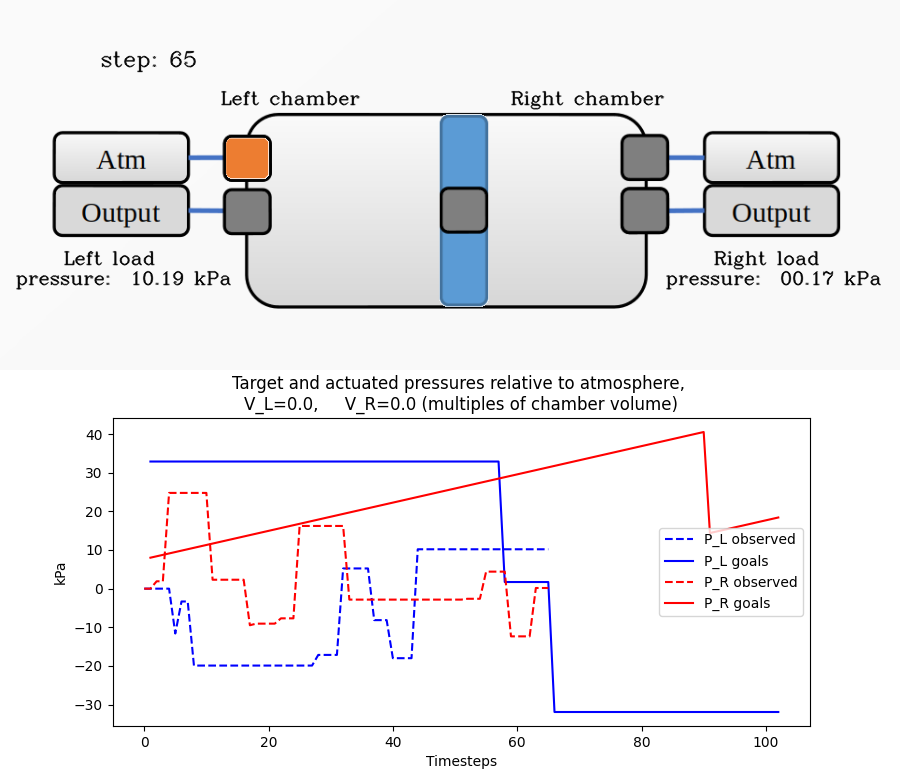 step: 65
Left chamber
Right chamber
Atm
Atm
Output
Output
Left load
pressure: 10.19 kPa
Right load
pressure: 00.17 kPa
Target and actuated pressures relative to atmosphere,
V_L=0.0, V_R=0.0 (multiples of chamber volume)
40
30
20
10
0
−10
−20
−30
kPa
P_L observed
P_L goals
P_R observed
P_R goals
0 20 40 60 80 100
Timesteps